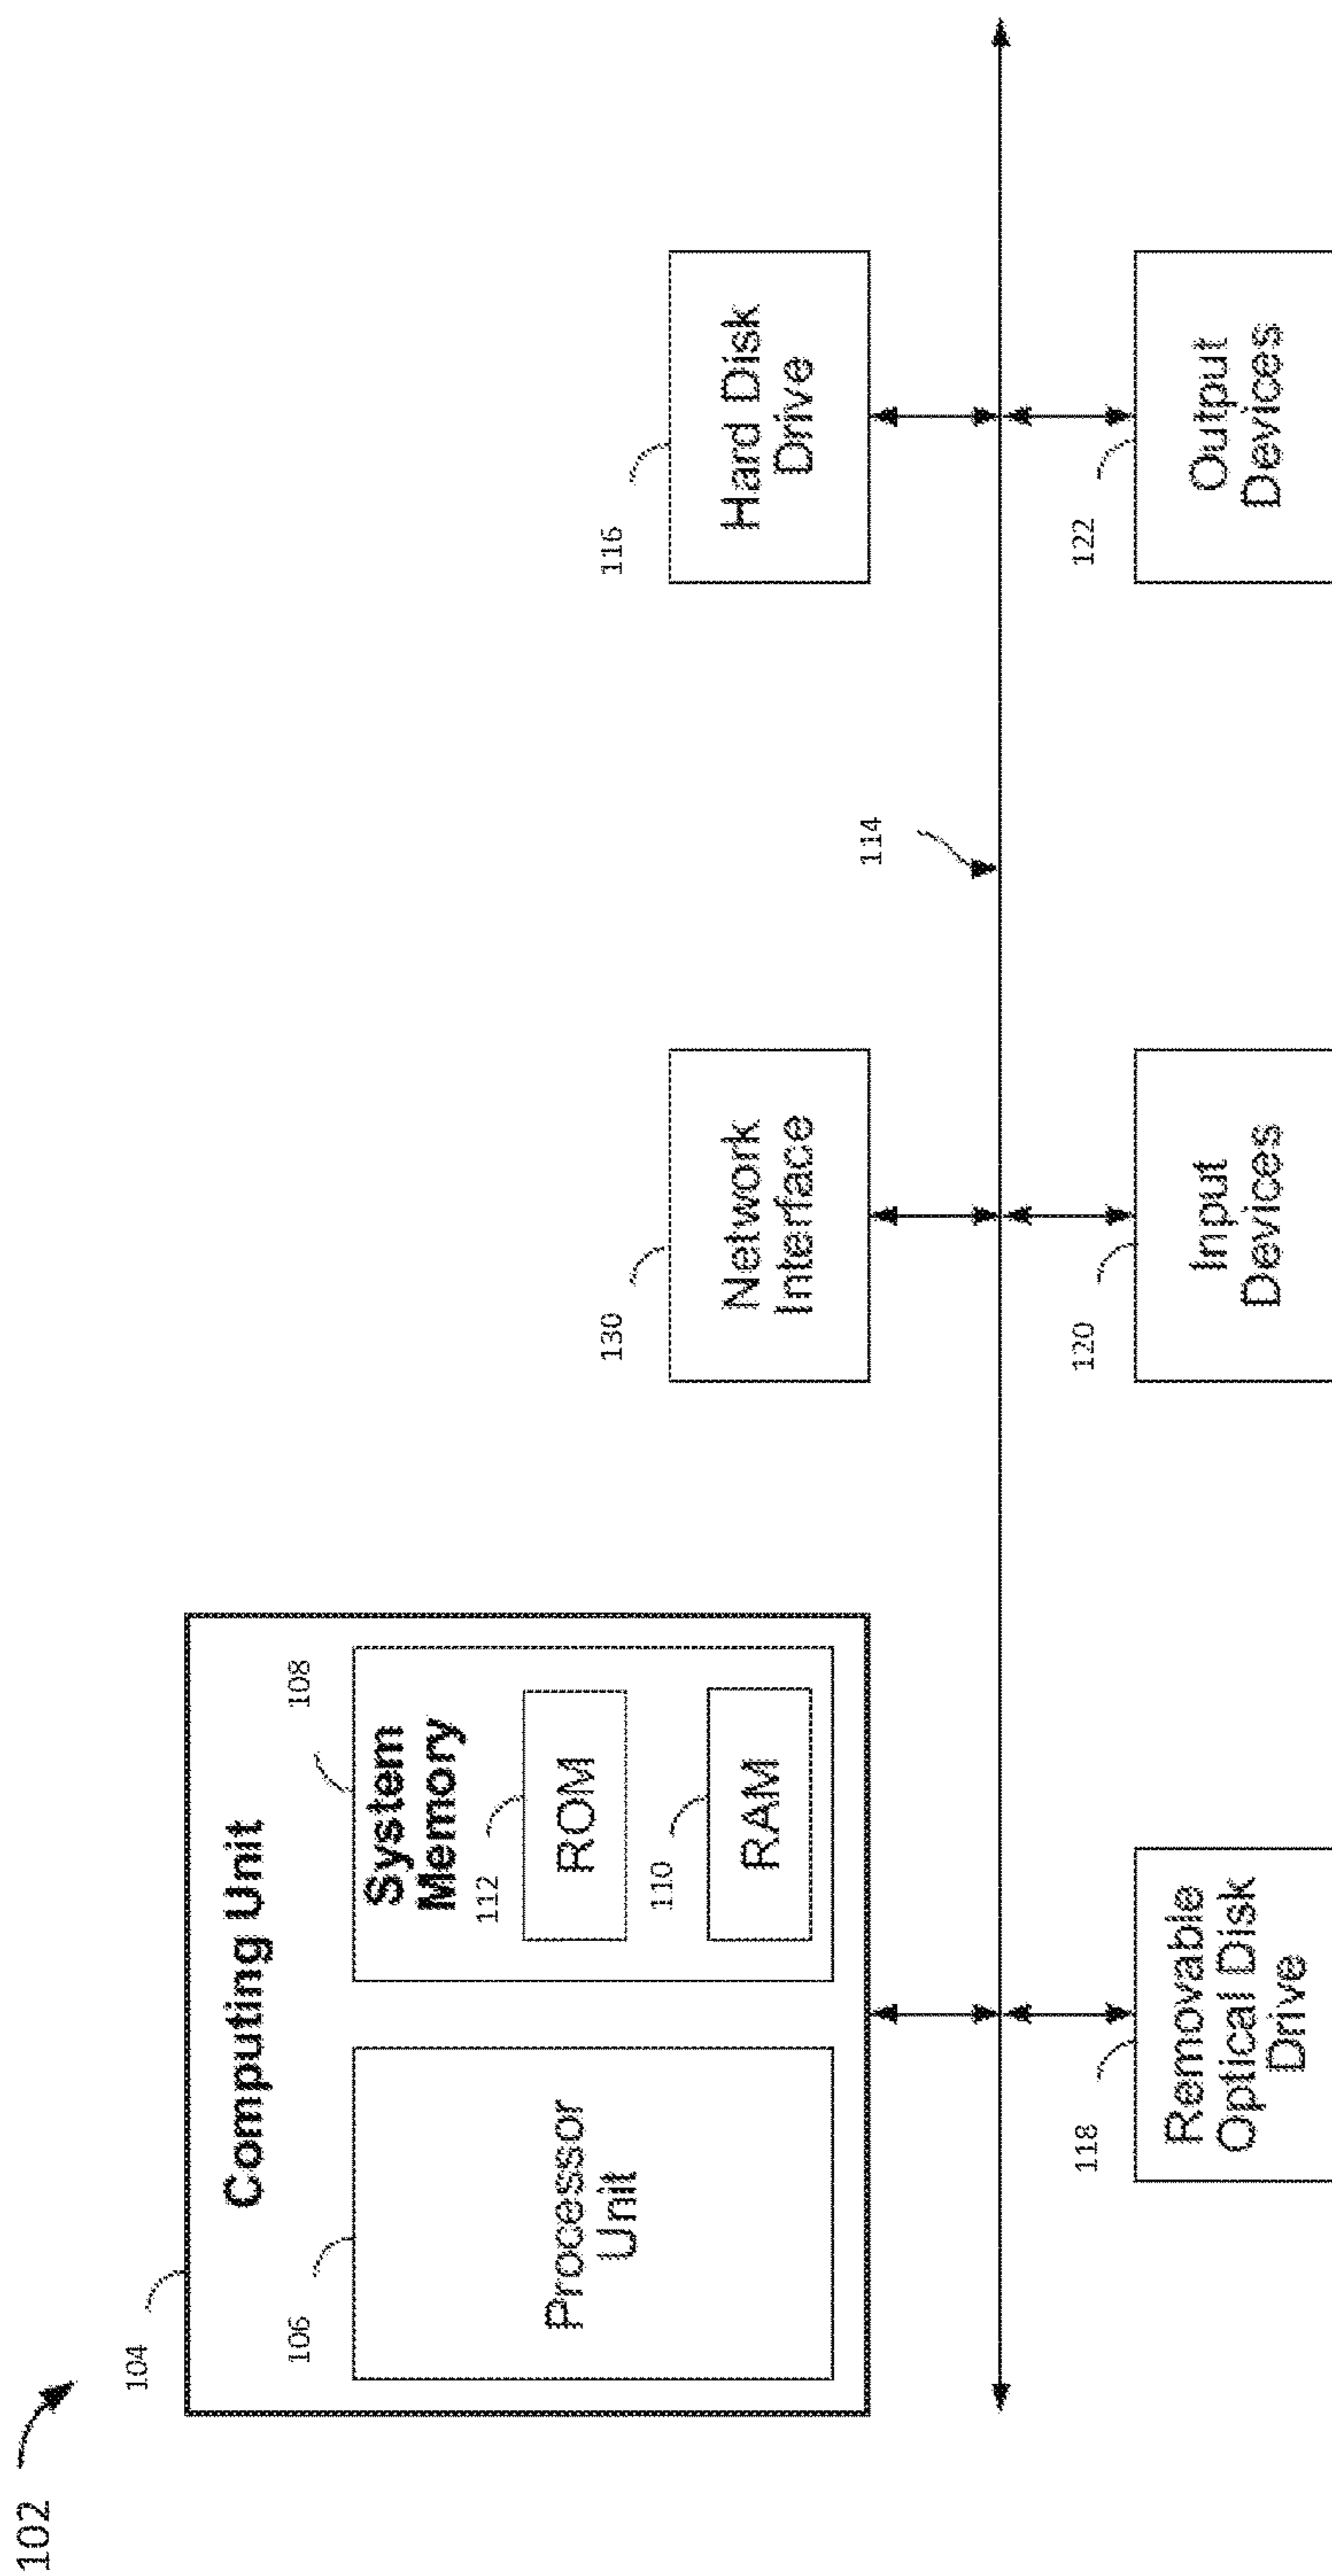 102
104
Computing Unit
106
Processor
Unit
108
System
Memory
112
ROM
110
RAM
130
Network
Interface
116
Hard Disk
Drive
114
118
Removable
Optical Disk
Drive
120
Input
Devices
122
Output
Devices